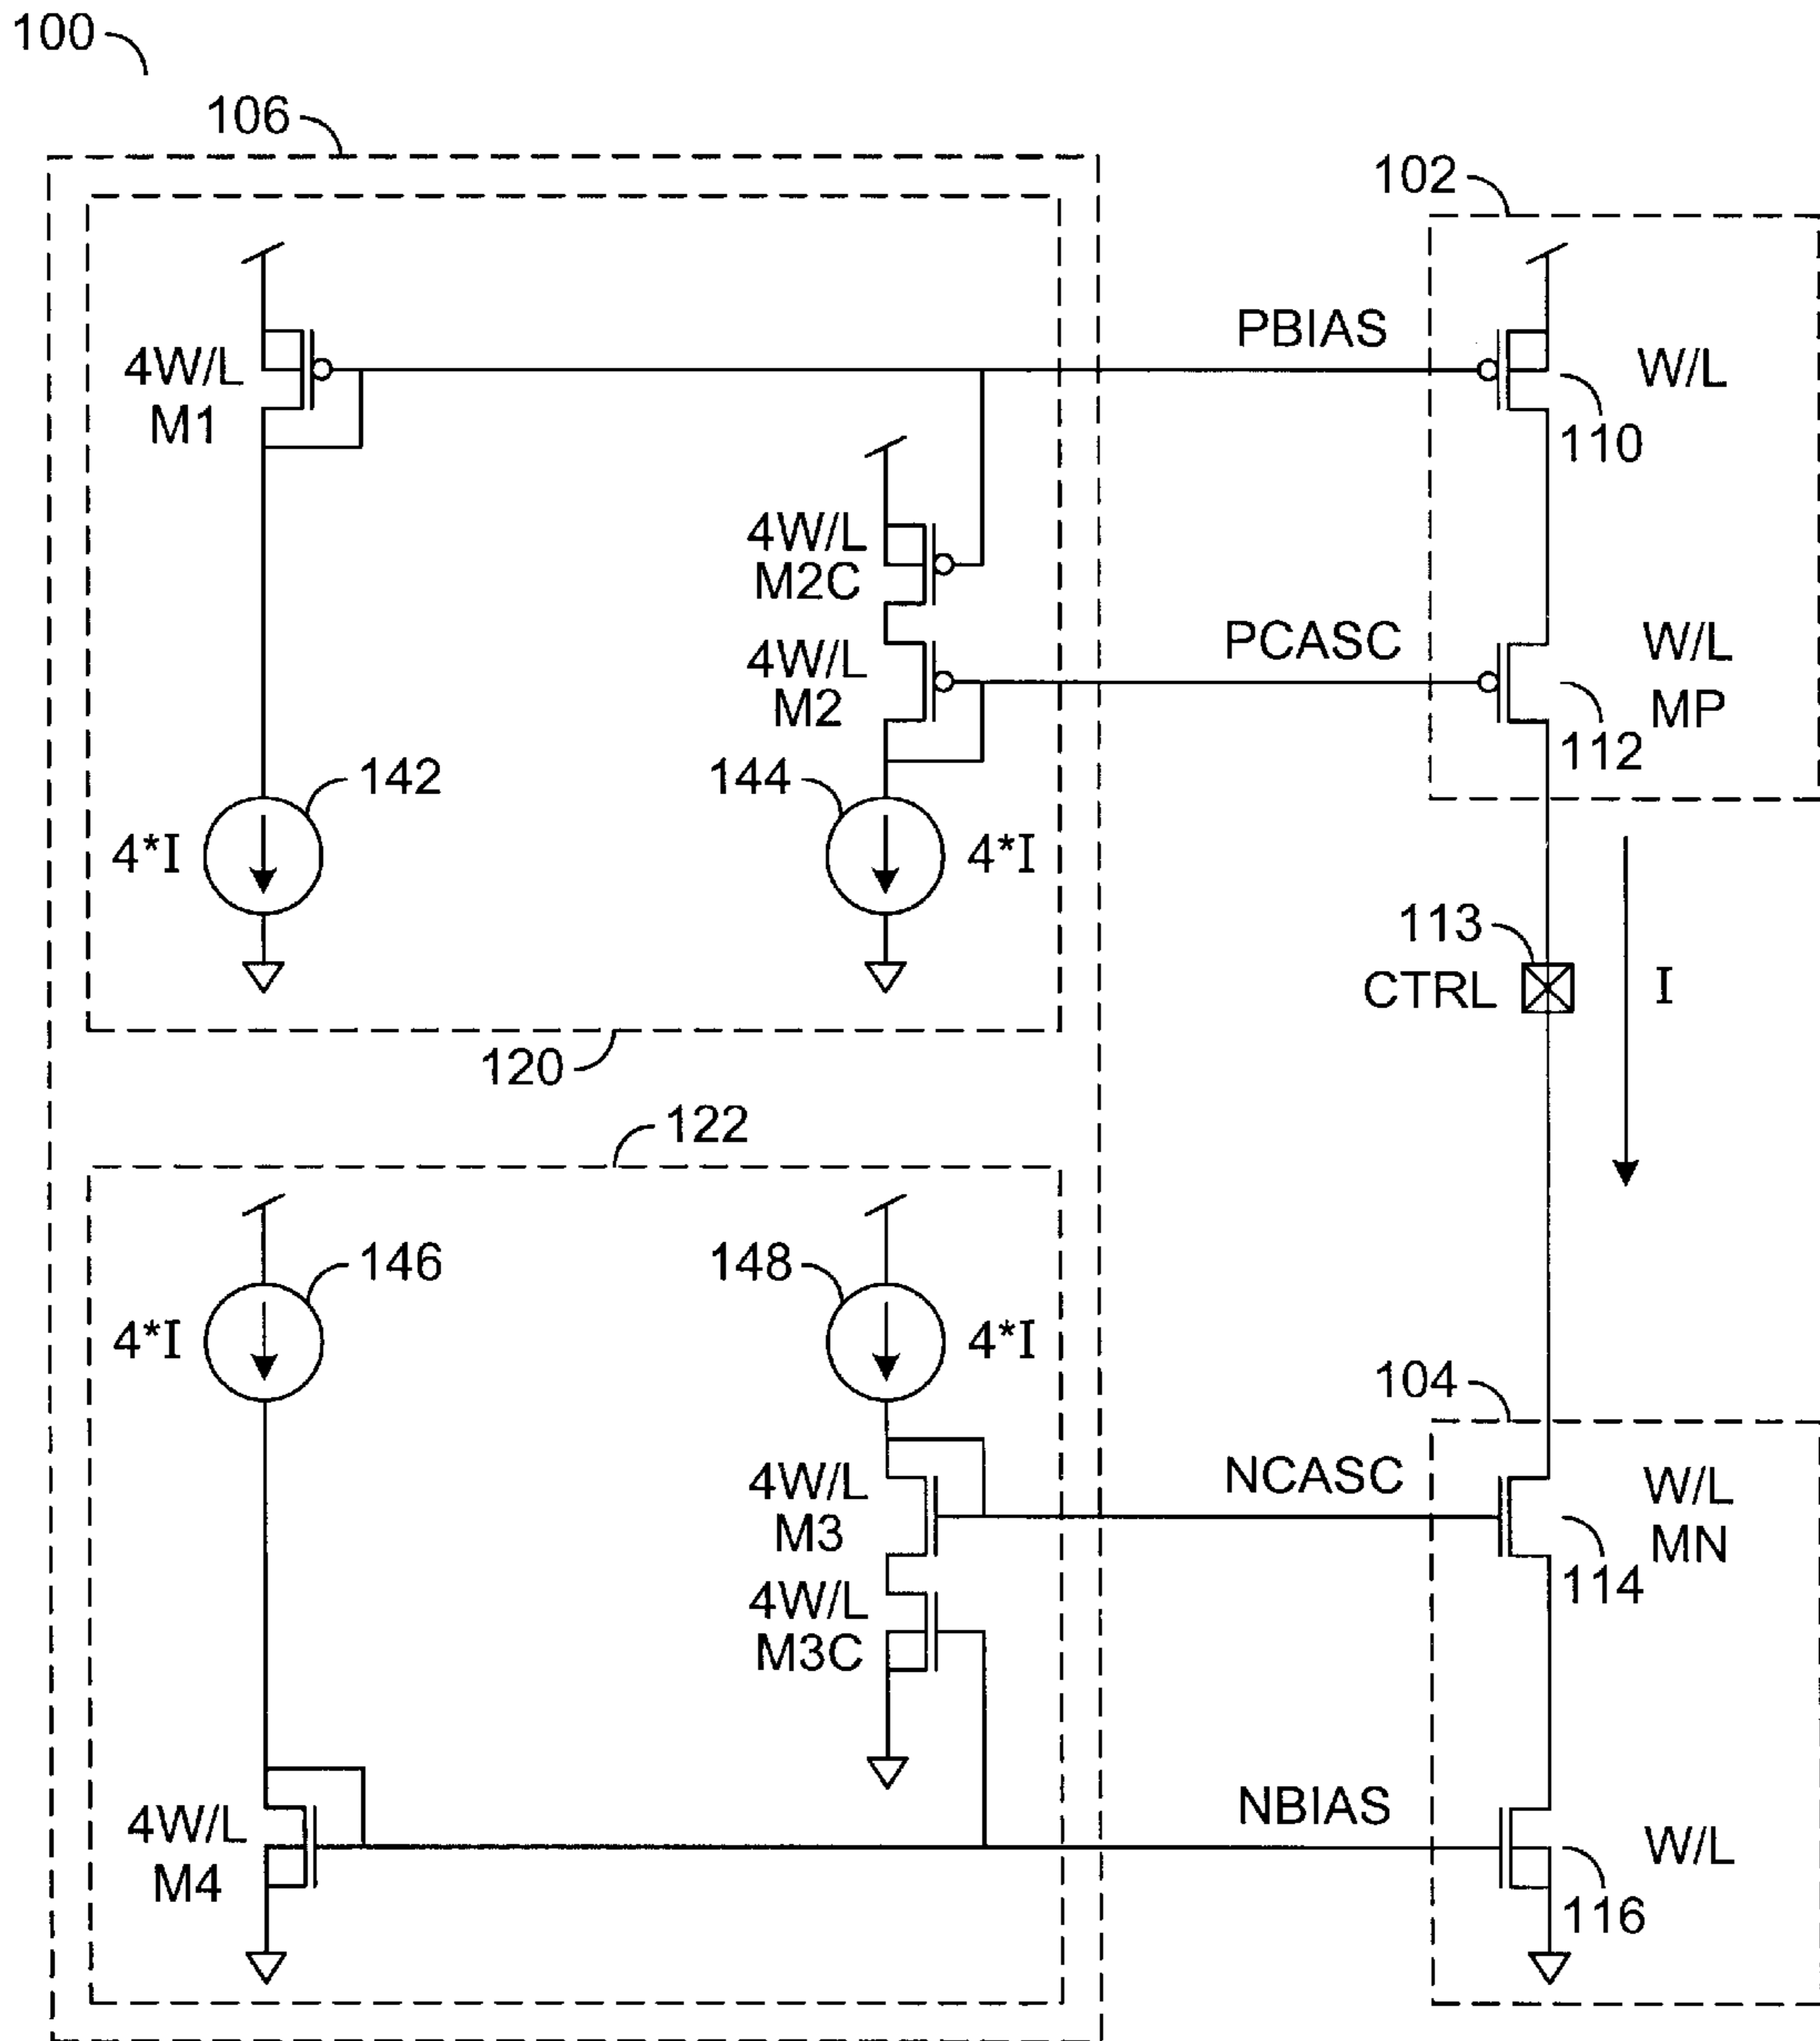 100
106
102
PBIAS
4W/L
M1
W/L
110
4W/L
M2C
PCASC
4W/L
M2
W/L
MP
112
142
144
4*I
4*I
113
CTRL
I
120
122
146
148
4*I
4*I
104
NCASC
4W/L
M3
W/L
MN
114
4W/L
M3C
NBIAS
4W/L
M4
W/L
116